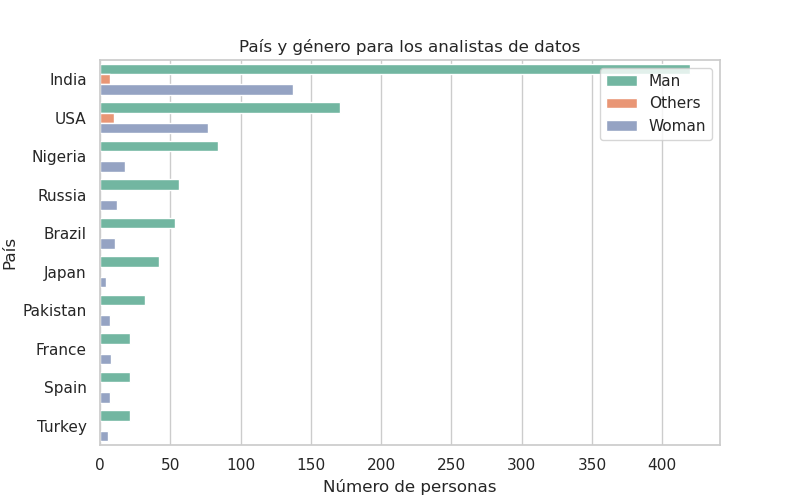 País y género para los analistas de datos
Man
Others
Woman
India
USA
Nigeria
Russia
Brazil
Japan
Pakistan
France
Spain
Turkey
País
0 50 100 150 200 250 300 350 400
Número de personas